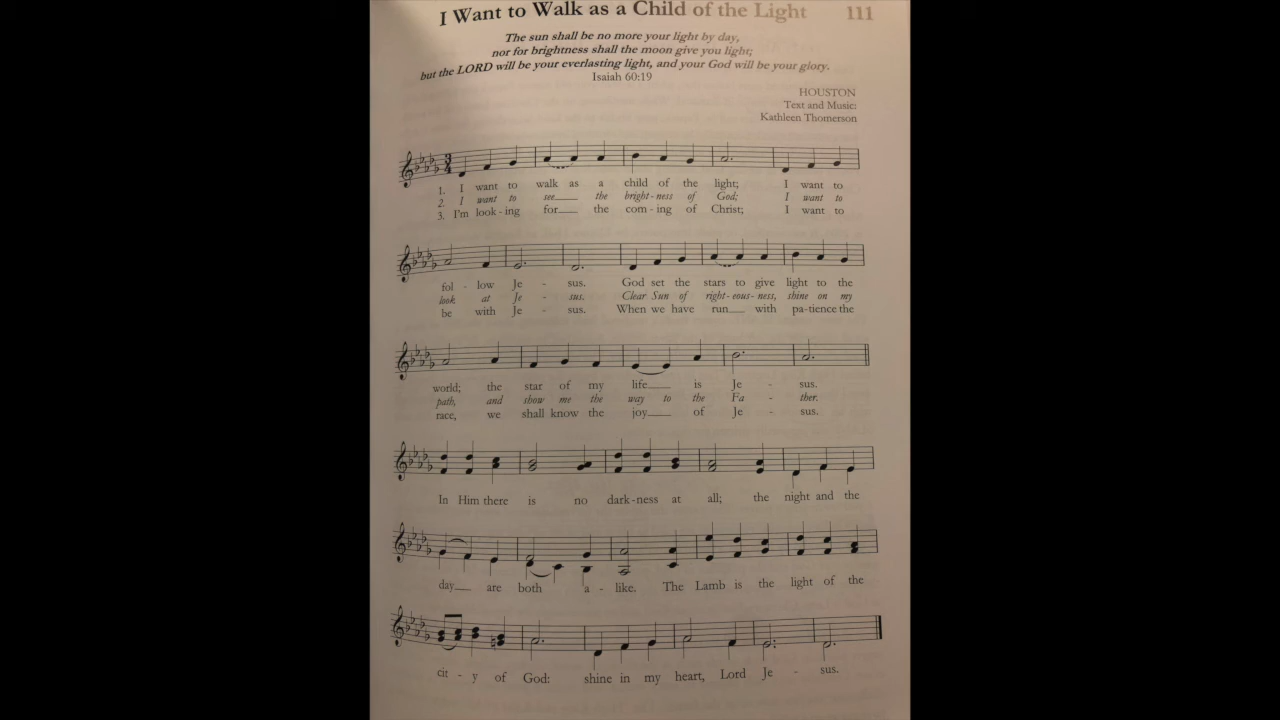 I Want to Walk as a Child of the Light 111
The sun shall be no more your light by day,
nor for brightness shall the moon give you light;
but the LORD will be your everlasting light, and your God will be your glory.
Isaiah 60:19
HOUSTON
Text and Music:
Kathleen Thomerson
3
4
1. I want to walk as a child of the light; I want to
2. I want to see___ the bright-ness of God; I want to
3. I'm look-ing for___ the com-ing of Christ; I want to
fol - low Je - sus. God set the stars to give light to the
look at Je - sus. Clear Sun of right-eous-ness, shine on my
be with Je - sus. When we have run___ with pa-tience the
world; the star of my life___ is Je - sus.
path, and show me the way to the Fa - ther.
race, we shall know the joy___ of Je - sus.
In Him there is no dark-ness at all; the night and the
day___ are both a - like. The Lamb is the light of the
cit - y of God: shine in my heart, Lord Je - sus.